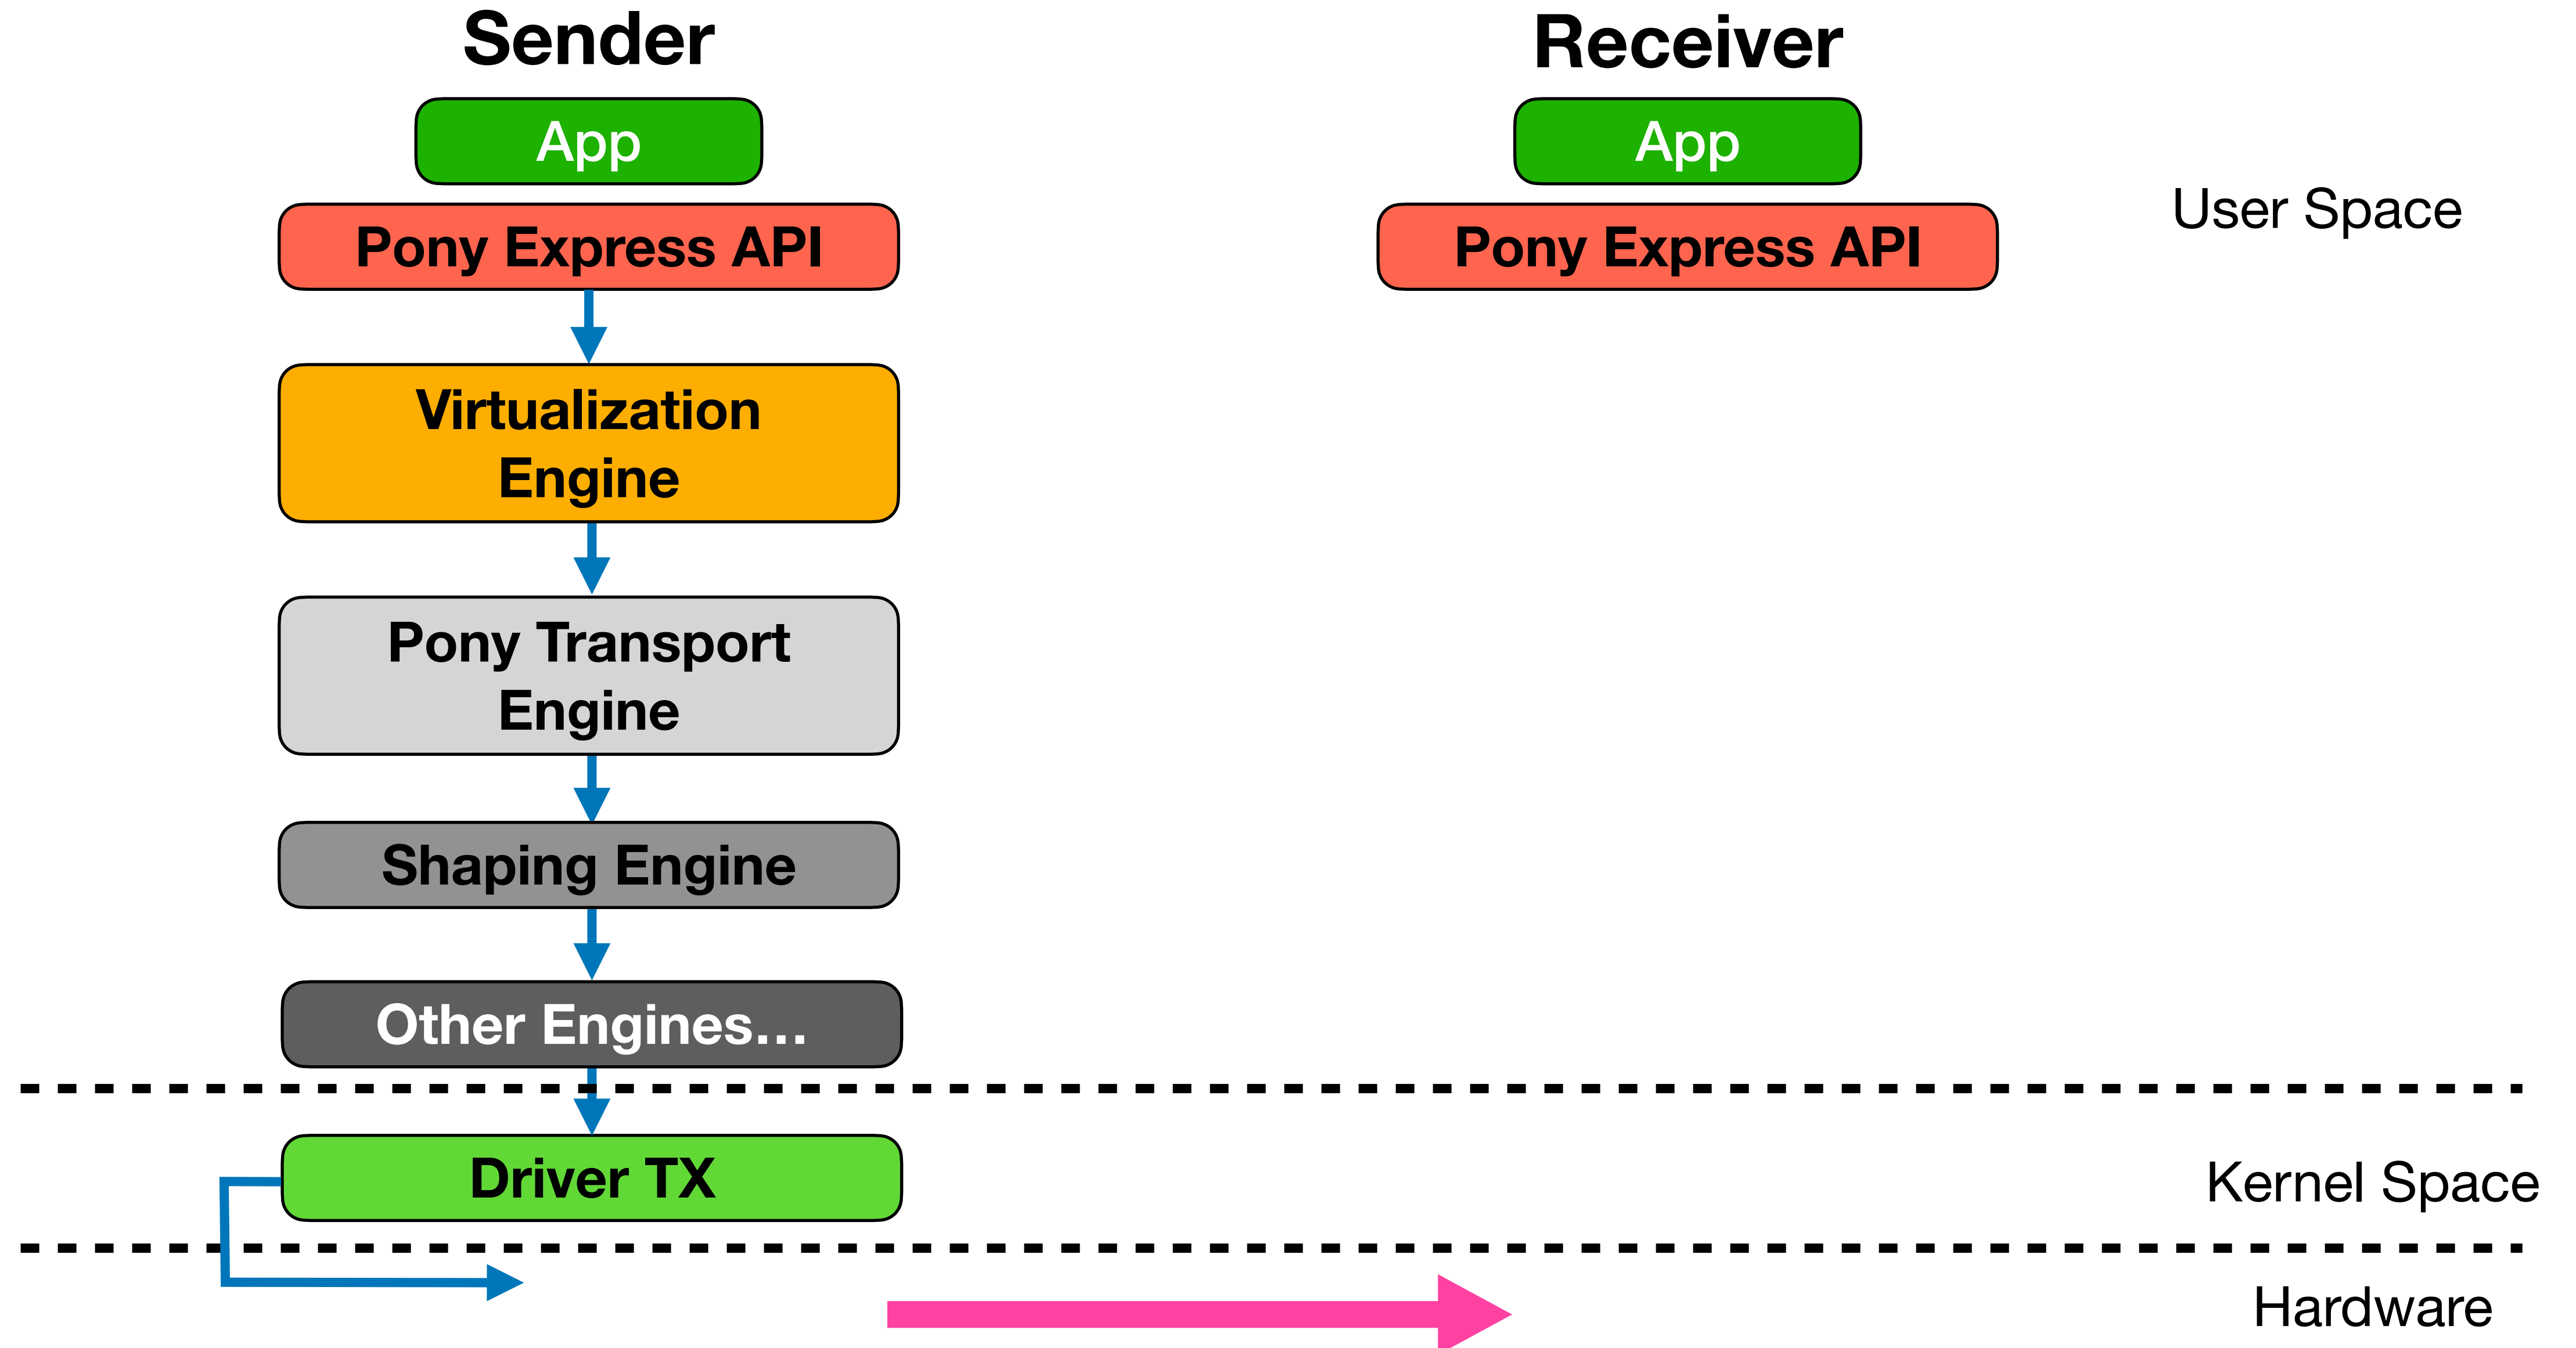 Sender
Receiver
App
App
Pony Express API
Pony Express API
User Space
Virtualization
Engine
Pony Transport
Engine
Shaping Engine
Other Engines…
Driver TX
Kernel Space
Hardware